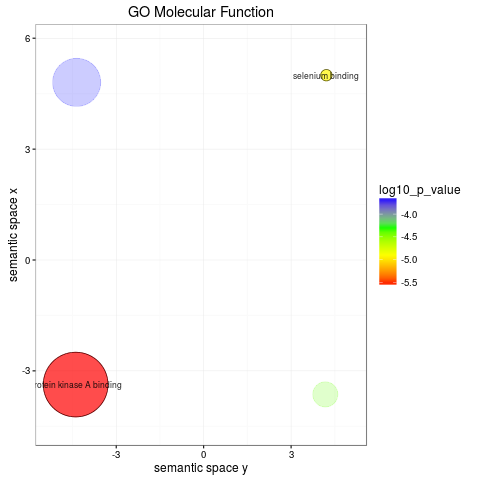 GO Molecular Function
6
selenium binding
3
semantic space x
0
-3
rotein kinase A binding
-3
0
3
semantic space y
log10_p_value
-4.0
-4.5
-5.0
-5.5